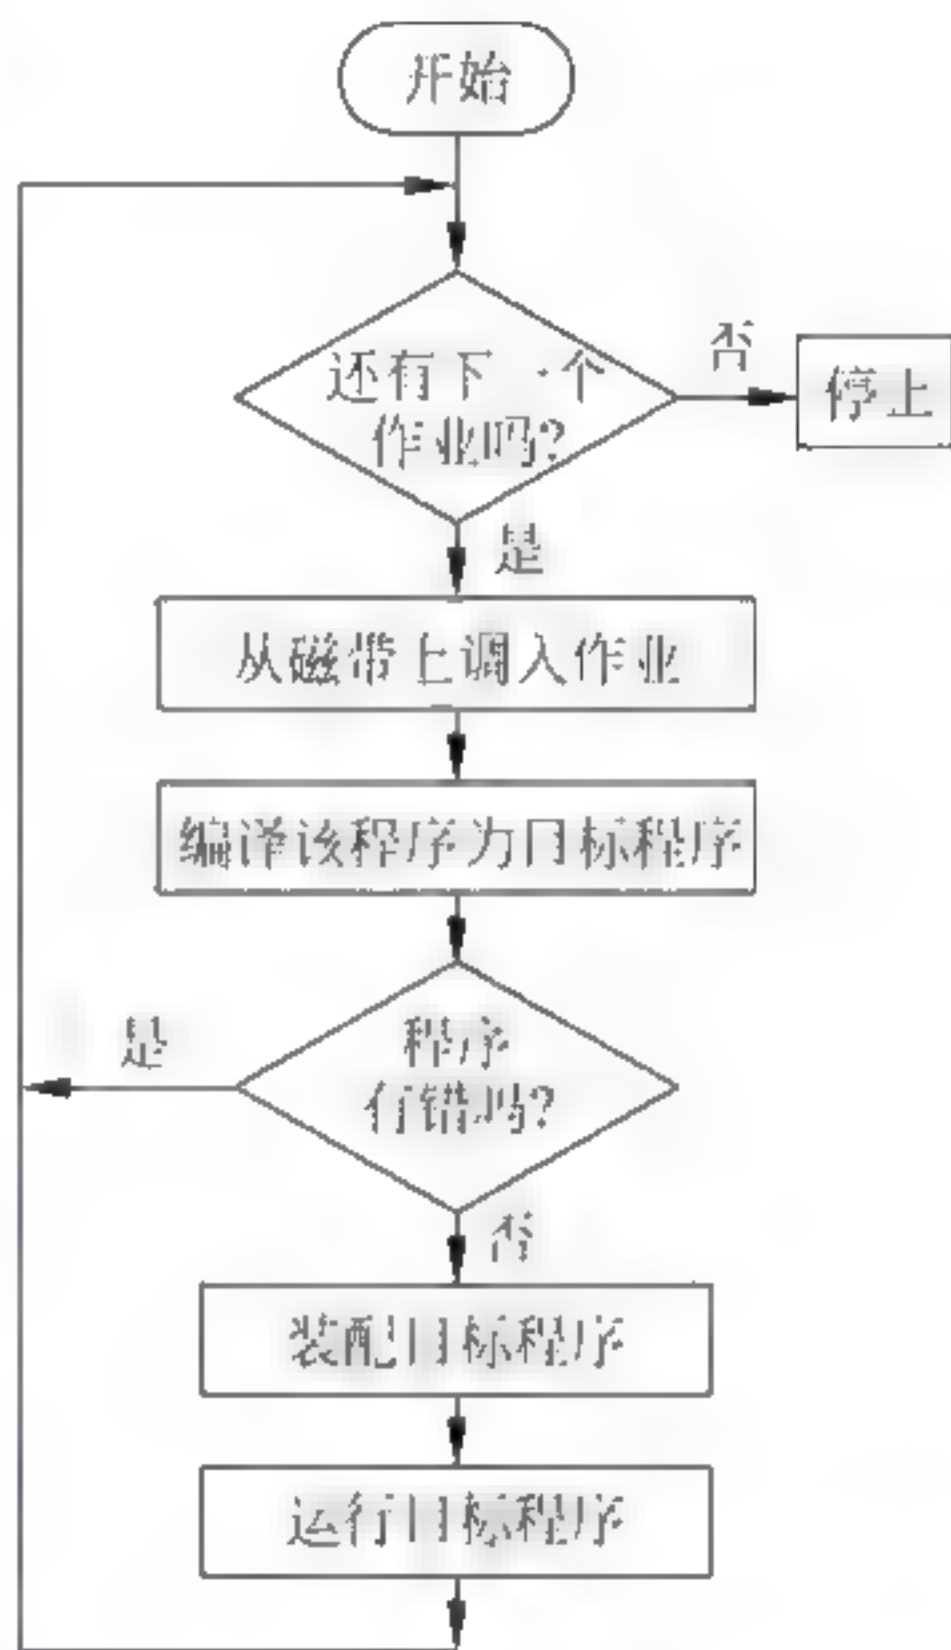 开始
还有下一个
作业吗?
否
停止
是
从磁带上调入作业
编译该程序为目标程序
是
程序
有错吗?
否
装配目标程序
运行目标程序